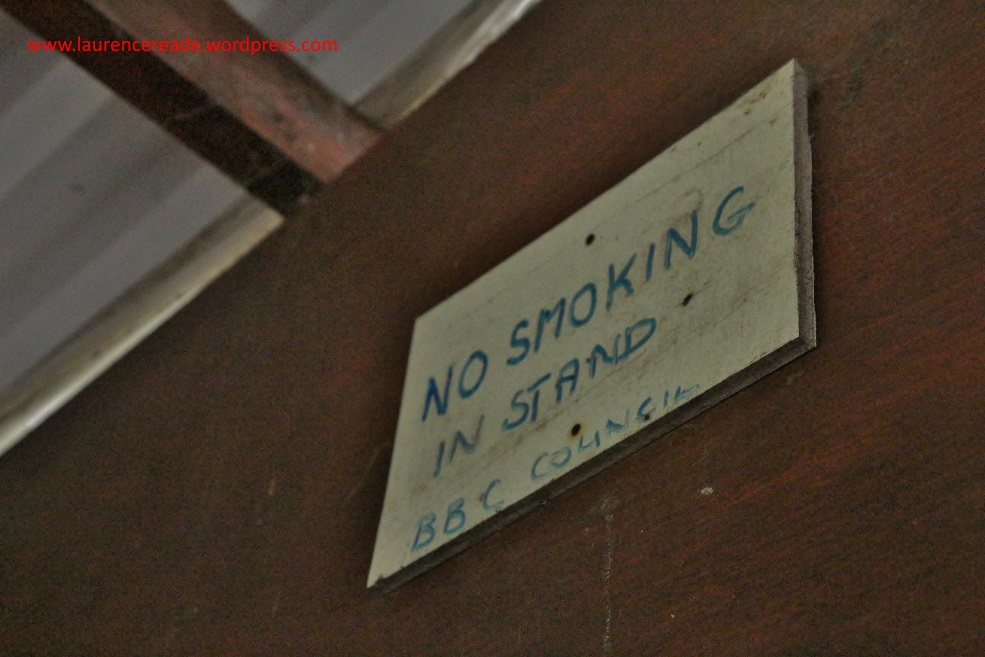 www.laurencereade.wordpress.com
NO SMOKING
IN STAND
BBC COUNCIL